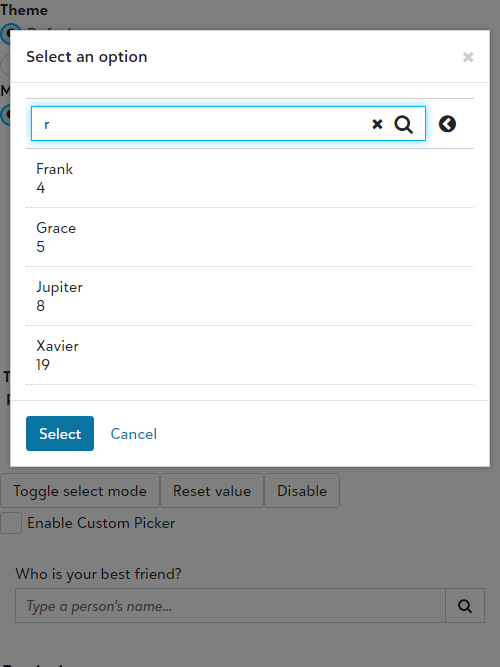 Theme
Select an option
r
Frank
4
Grace
5
Jupiter
8
Xavier
19
Select Cancel
Toggle select mode Reset value Disable
Enable Custom Picker
Who is your best friend?
Type a person's name...